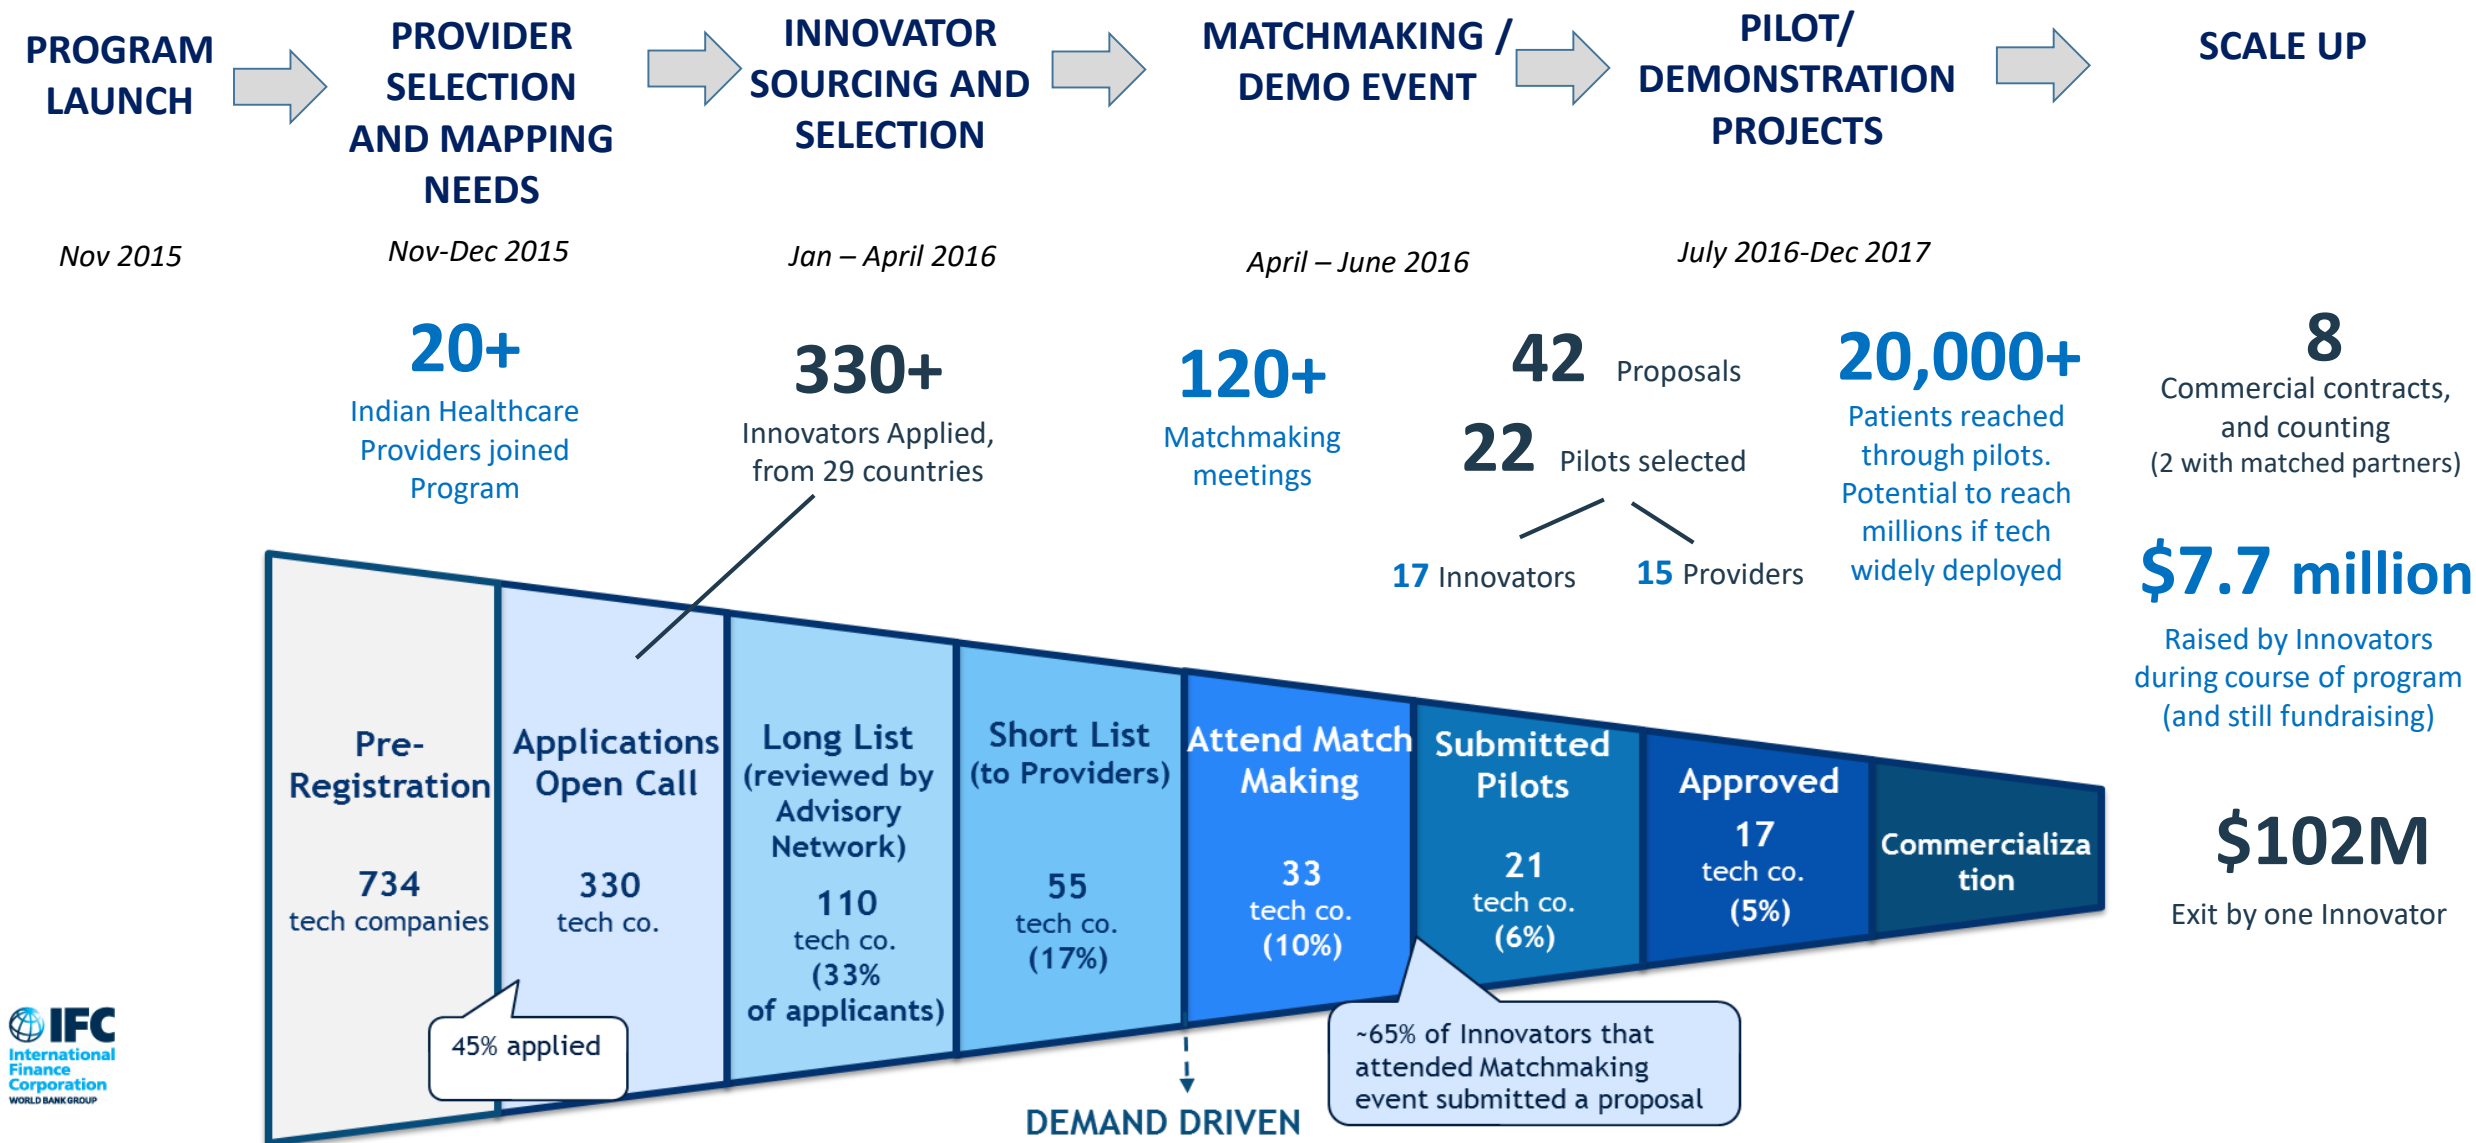 PROGRAM
LAUNCH
PROVIDER
SELECTION
AND MAPPING
NEEDS
INNOVATOR
SOURCING AND
SELECTION
MATCHMAKING /
DEMO EVENT
PILOT/
DEMONSTRATION
PROJECTS
SCALE UP
Nov 2015
Nov-Dec 2015
Jan – April 2016
April – June 2016
July 2016-Dec 2017
20+
Indian Healthcare
Providers joined
Program
330+
Innovators Applied,
from 29 countries
120+
Matchmaking
meetings
42 Proposals
22 Pilots selected
17 Innovators
15 Providers
20,000+
Patients reached
through pilots.
Potential to reach
millions if tech
widely deployed
8
Commercial contracts,
and counting
(2 with matched partners)
$7.7 million
Raised by Innovators
during course of program
(and still fundraising)
$102M
Exit by one Innovator
Pre-
Registration
734
tech companies
Applications
Open Call
330
tech co.
Long List
(reviewed by
Advisory
Network)
110
tech co.
(33%
of applicants)
Short List
(to Providers)
55
tech co.
(17%)
Attend Match
Making
33
tech co.
(10%)
Submitted
Pilots
21
tech co.
(6%)
Approved
17
tech co.
(5%)
Commercializa
tion
45% applied
~65% of Innovators that
attended Matchmaking
event submitted a proposal
DEMAND DRIVEN
IFC
International
Finance
Corporation
WORLD BANK GROUP